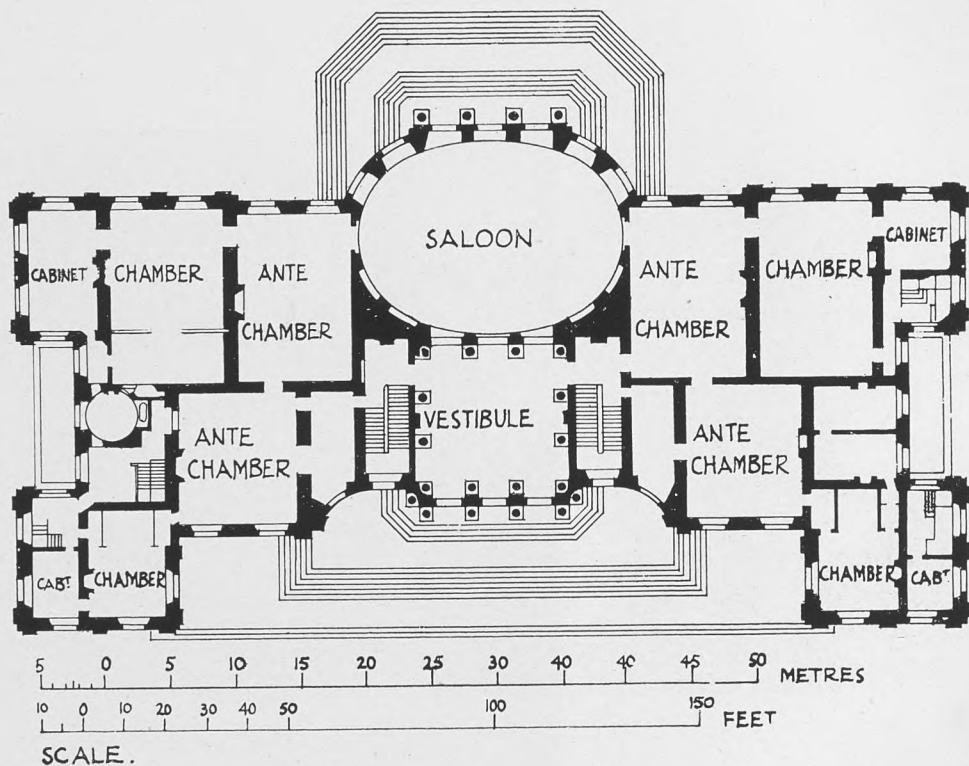 SALOON
CABINET
CHAMBER
ANTE
CHAMBER
ANTE
CHAMBER
CHAMBER
CABINET
VESTIBULE
ANTE
CHAMBER
ANTE
CHAMBER
CABT
CHAMBER
CHAMBER
CABT
5 0 5 10 15 20 25 30 40 40 45 50 METRES
10 0 10 20 30 40 50 100 150 FEET
SCALE.